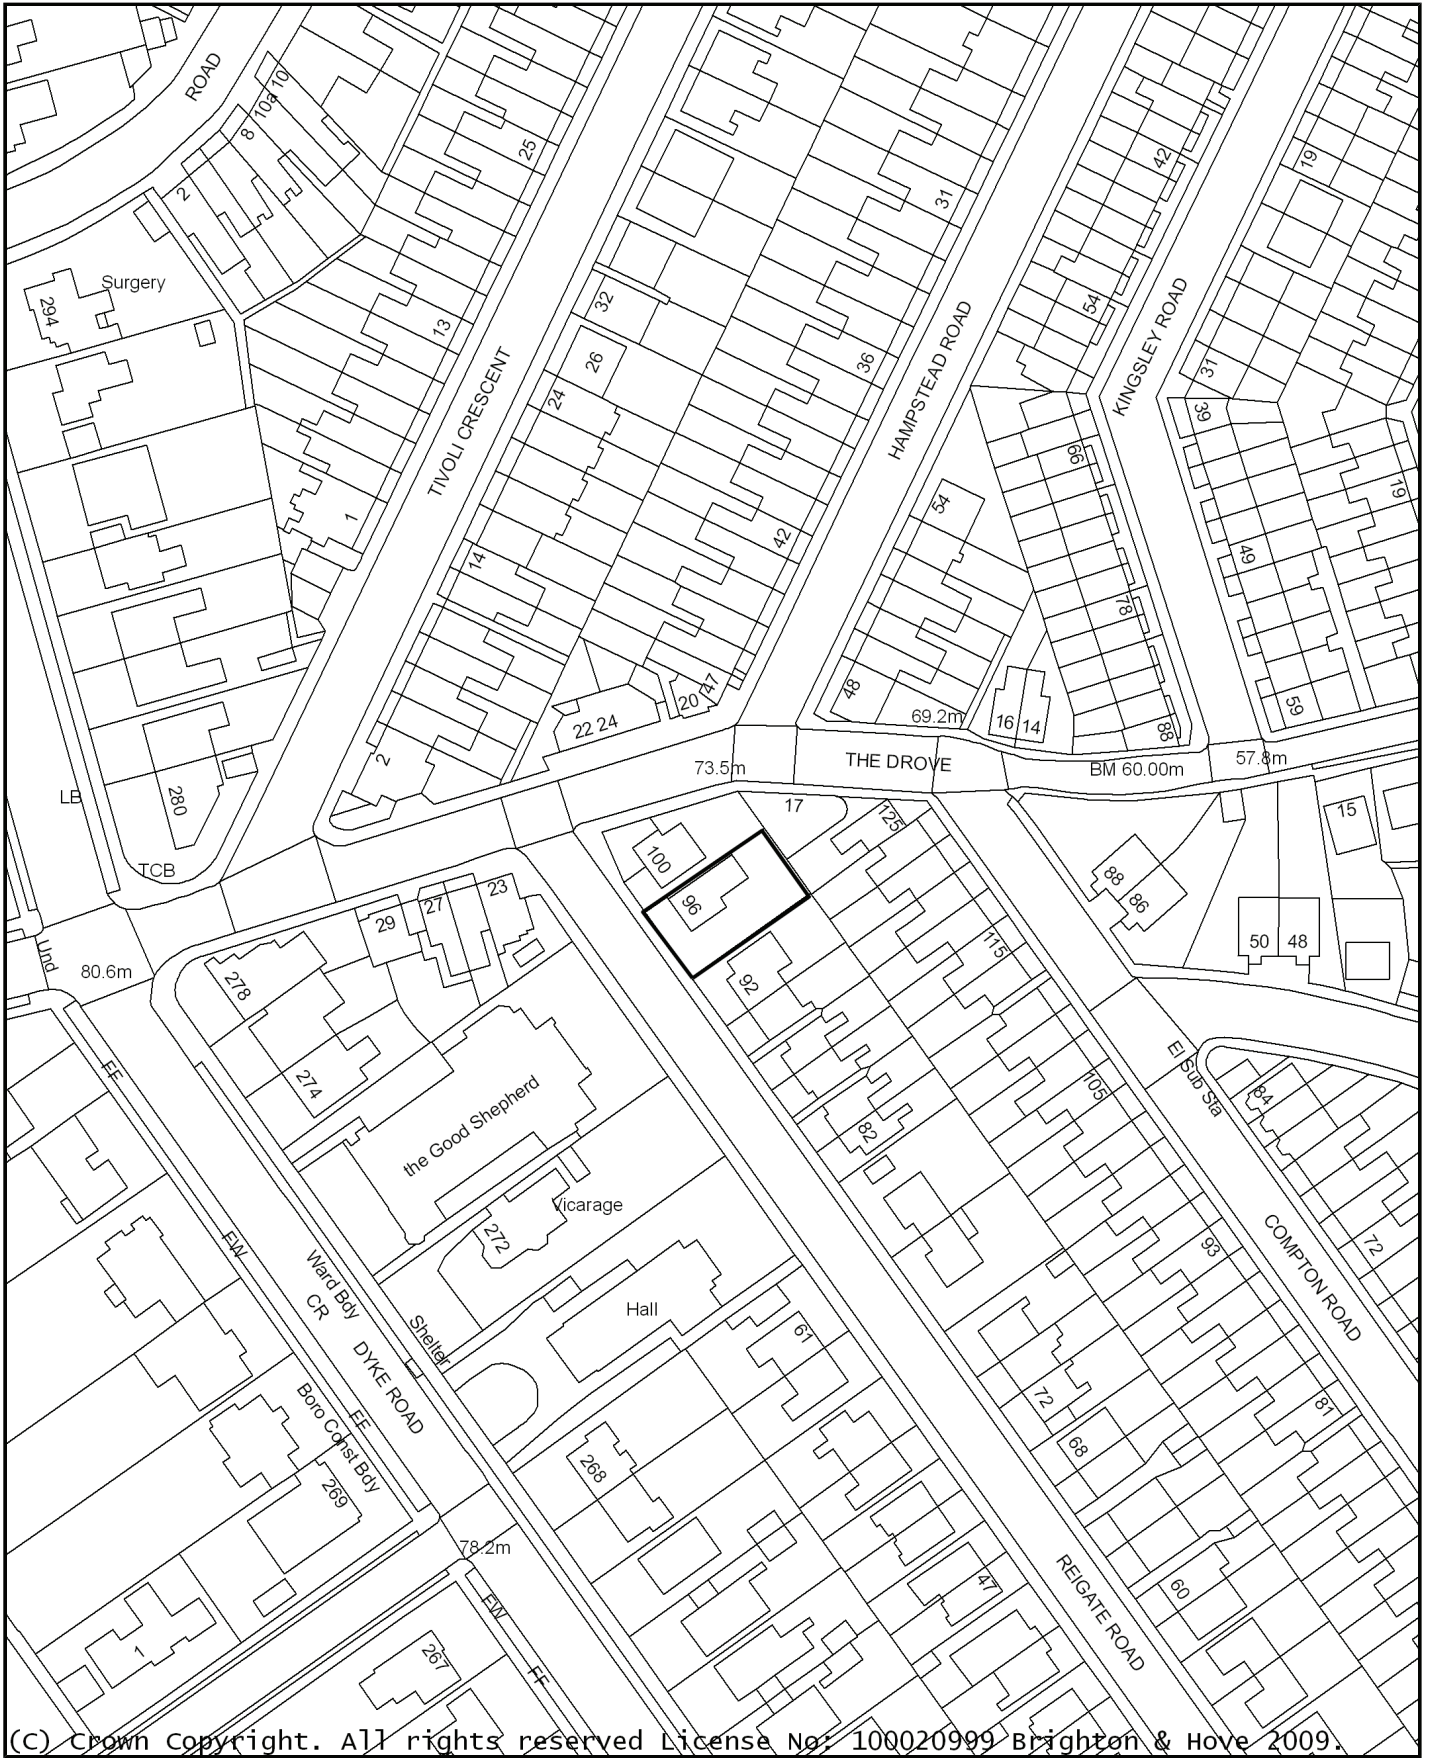 ROAD
10
10a
8
2
25
31
42
19
Surgery
294
13
32
26
24
36
54
31
39
TIVOLI CRESCENT
HAMPSTEAD ROAD
KINGSLEY ROAD
1
14
42
54
66
19
49
78
59
280
LB
TCB
2
22 24
20
47
48
69.2m
16
14
88
73.5m
THE DROVE
BM 60.00m
57.8m
17
125
15
100
96
92
88
86
50
48
29
27
23
278
274
Und
80.6m
115
the Good Shepherd
82
105
El Sub Sta
84
FF
FW
Ward Bdy
CR
DYKE ROAD
Shelter
272
Vicarage
Hall
61
93
72
COMPTON ROAD
81
72
68
Boro Const Bdy
FF
269
268
78.2m
1
267
FW
FF
47
60
REIGATE ROAD
(C) Crown Copyright. All rights reserved License No: 100020999 Brighton & Hove 2009.